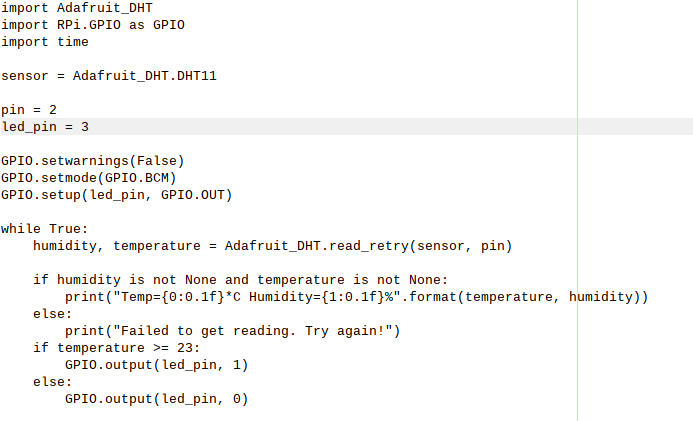 import Adafruit_DHT
import RPi.GPIO as GPIO
import time

sensor = Adafruit_DHT.DHT11

pin = 2
led_pin = 3

GPIO.setwarnings(False)
GPIO.setmode(GPIO.BCM)
GPIO.setup(led_pin, GPIO.OUT)

while True:
    humidity, temperature = Adafruit_DHT.read_retry(sensor, pin)

    if humidity is not None and temperature is not None:
        print("Temp={0:0.1f}*C Humidity={1:0.1f}%".format(temperature, humidity))
    else:
        print("Failed to get reading. Try again!")
    if temperature >= 23:
        GPIO.output(led_pin, 1)
    else:
        GPIO.output(led_pin, 0)